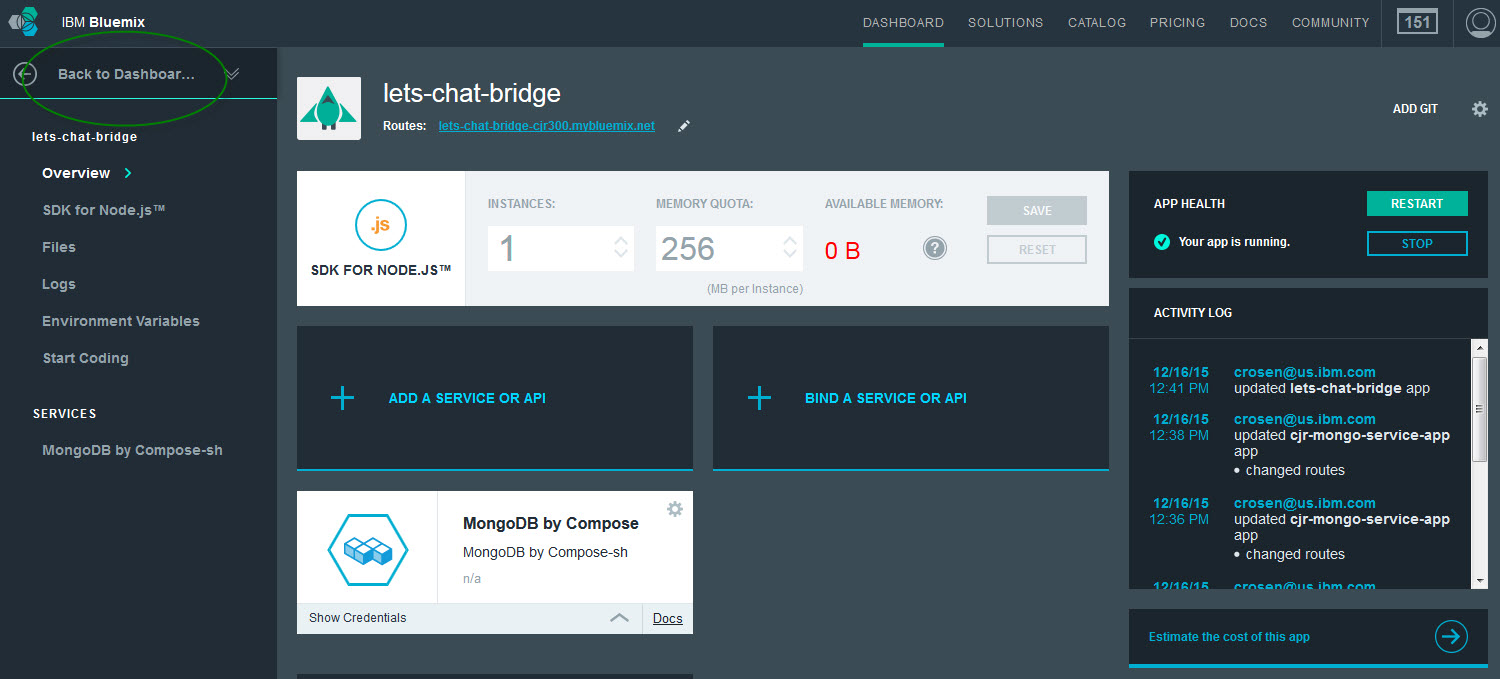 IBM Bluemix
DASHBOARD SOLUTIONS CATALOG PRICING DOCS COMMUNITY 151
Back to Dashboar...
lets-chat-bridge
Overview
SDK for Node.js™
Files
Logs
Environment Variables
Start Coding
SERVICES
MongoDB by Compose-sh
lets-chat-bridge
Routes: lets-chat-bridge-cjr300.mybluemix.net
ADD GIT
.js
SDK FOR NODE.JS™
INSTANCES:
1
MEMORY QUOTA:
256
(MB per Instance)
AVAILABLE MEMORY:
0 B
?
SAVE
RESET
ADD A SERVICE OR API
BIND A SERVICE OR API
MongoDB by Compose
MongoDB by Compose-sh
n/a
Show Credentials
Docs
APP HEALTH
RESTART
Your app is running.
STOP
ACTIVITY LOG
12/16/15 crosen@us.ibm.com
12:41 PM updated lets-chat-bridge app
12/16/15 crosen@us.ibm.com
12:38 PM updated cjr-mongo-service-app
app
• changed routes
12/16/15 crosen@us.ibm.com
12:36 PM updated cjr-mongo-service-app
app
• changed routes
12/16/15 crosen@us.ibm.com
Estimate the cost of this app